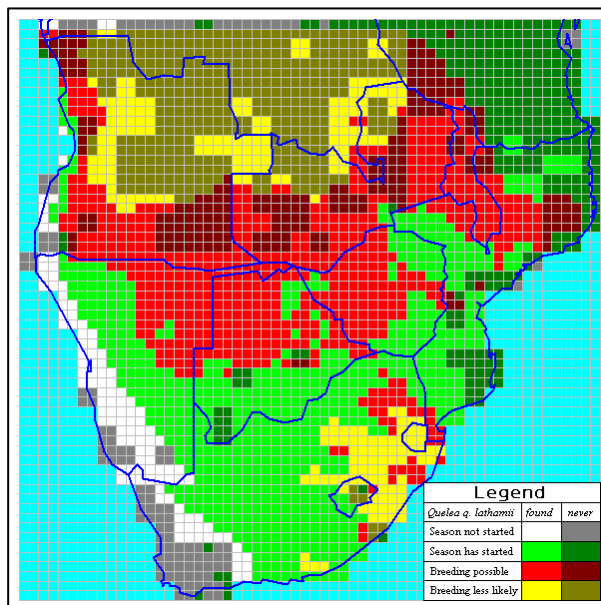 Legend
Quelea q. lathamii found never
Season not started
Season has started
Breeding possible
Breeding less likely